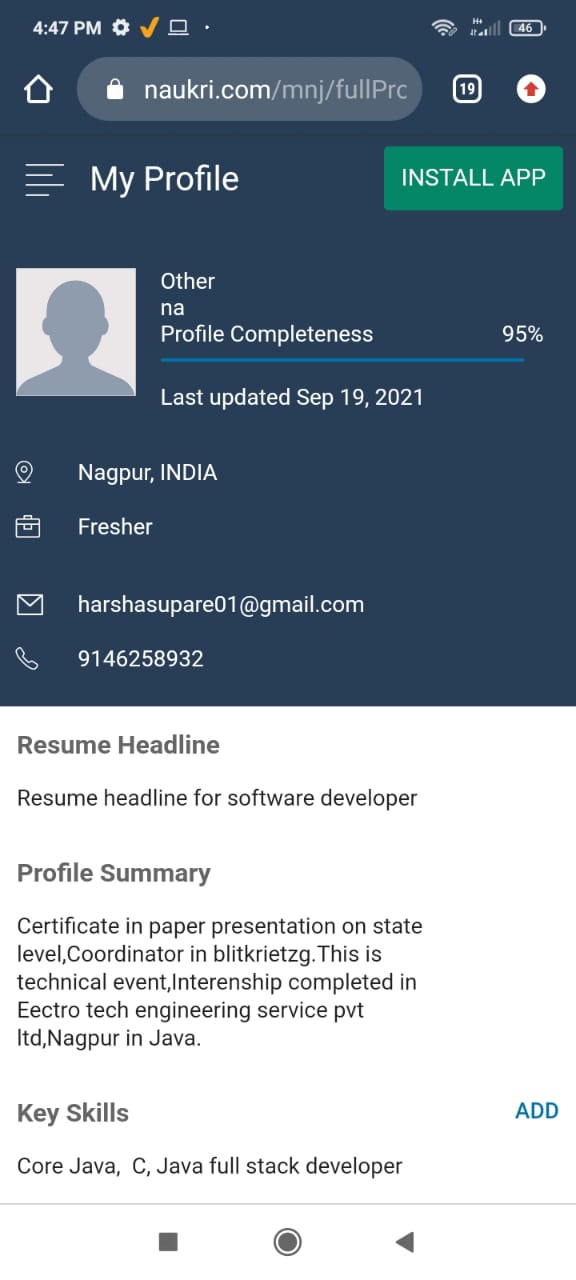 4:47 PM
H+
46
naukri.com/mnj/fullPrc
19
My Profile
INSTALL APP
Other
na
Profile Completeness 95%
Last updated Sep 19, 2021
Nagpur, INDIA
Fresher
harshasupare01@gmail.com
9146258932
Resume Headline
Resume headline for software developer
Profile Summary
Certificate in paper presentation on state
level,Coordinator in blitkrietzg.This is
technical event,Interenship completed in
Eectro tech engineering service pvt
ltd,Nagpur in Java.
Key Skills ADD
Core Java,  C, Java full stack developer